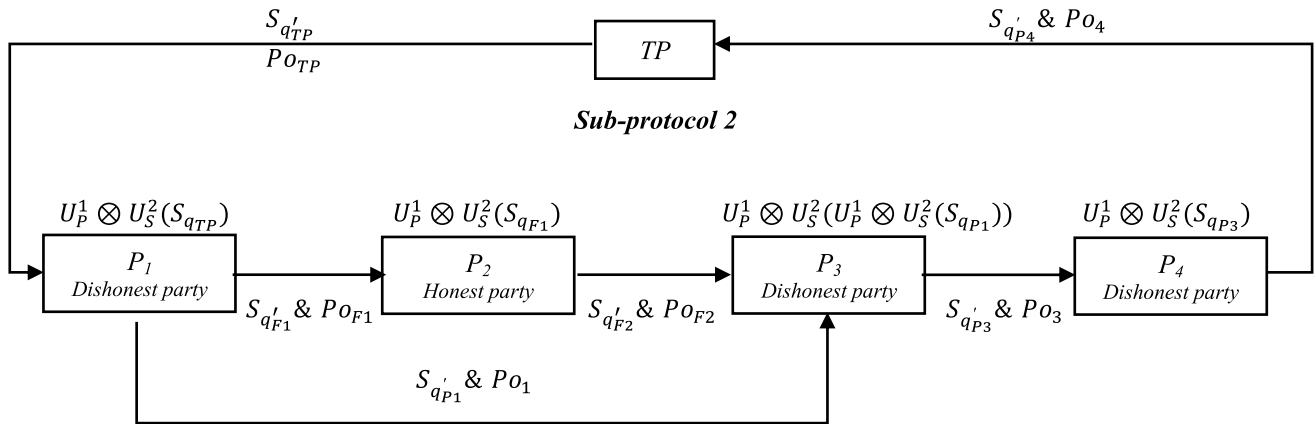 S_{q'_{TP}}
Po_{TP}
TP
S_{q'_{P4}} & Po_4
Sub-protocol 2
U_P^1 ⊗ U_S^2(S_{q_{TP}})
U_P^1 ⊗ U_S^2(S_{q_{F1}})
U_P^1 ⊗ U_S^2(U_P^1 ⊗ U_S^2(S_{q_{P1}}))
U_P^1 ⊗ U_S^2(S_{q_{P3}})
P_1
Dishonest party
P_2
Honest party
P_3
Dishonest party
P_4
Dishonest party
S_{q'_{F1}} & Po_{F1}
S_{q'_{F2}} & Po_{F2}
S_{q'_{P3}} & Po_3
S_{q'_{P1}} & Po_1